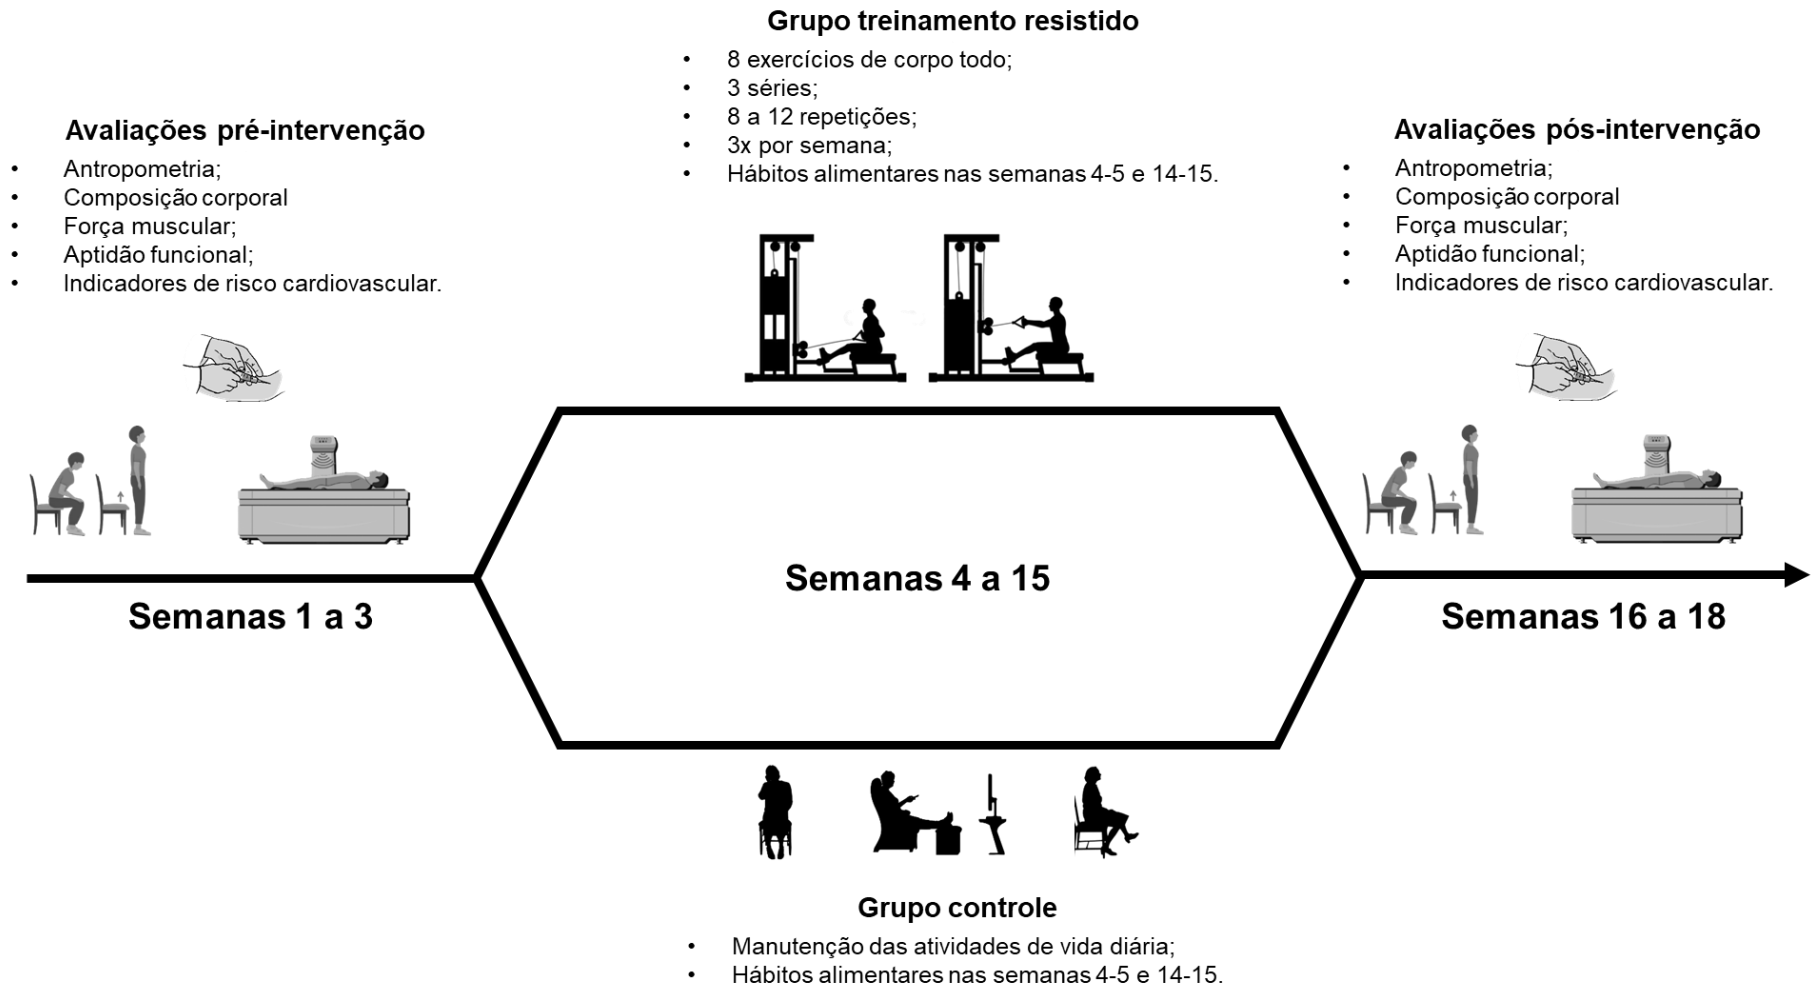 Grupo treinamento resistido
• 8 exercícios de corpo todo;
• 3 séries;
• 8 a 12 repetições;
• 3x por semana;
• Hábitos alimentares nas semanas 4-5 e 14-15.
Avaliações pré-intervenção
• Antropometria;
• Composição corporal
• Força muscular;
• Aptidão funcional;
• Indicadores de risco cardiovascular.
Avaliações pós-intervenção
• Antropometria;
• Composição corporal
• Força muscular;
• Aptidão funcional;
• Indicadores de risco cardiovascular.
Semanas 1 a 3
Semanas 4 a 15
Semanas 16 a 18
Grupo controle
• Manutenção das atividades de vida diária;
• Hábitos alimentares nas semanas 4-5 e 14-15.